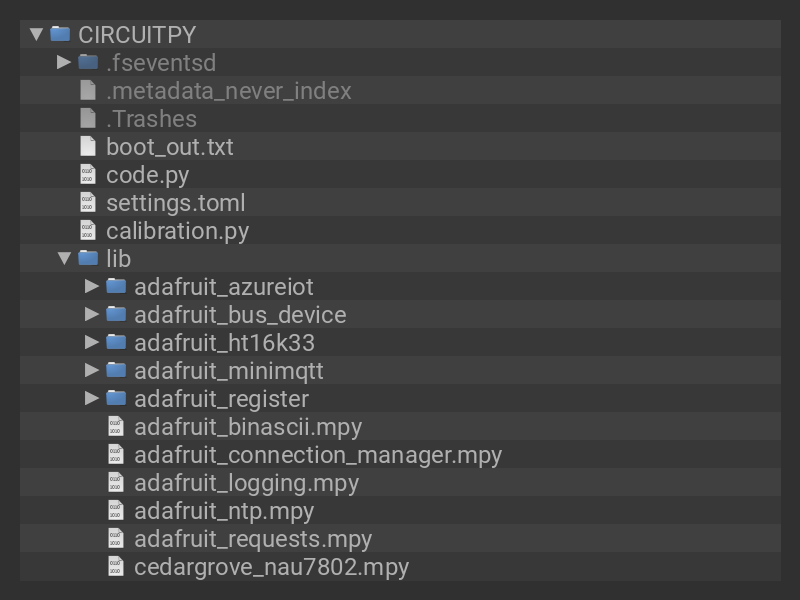 CIRCUITPY
.fseventsd
.metadata_never_index
.Trashes
boot_out.txt
code.py
settings.toml
calibration.py
lib
adafruit_azureiot
adafruit_bus_device
adafruit_ht16k33
adafruit_minimqtt
adafruit_register
adafruit_binascii.mpy
adafruit_connection_manager.mpy
adafruit_logging.mpy
adafruit_ntp.mpy
adafruit_requests.mpy
cedargrove_nau7802.mpy